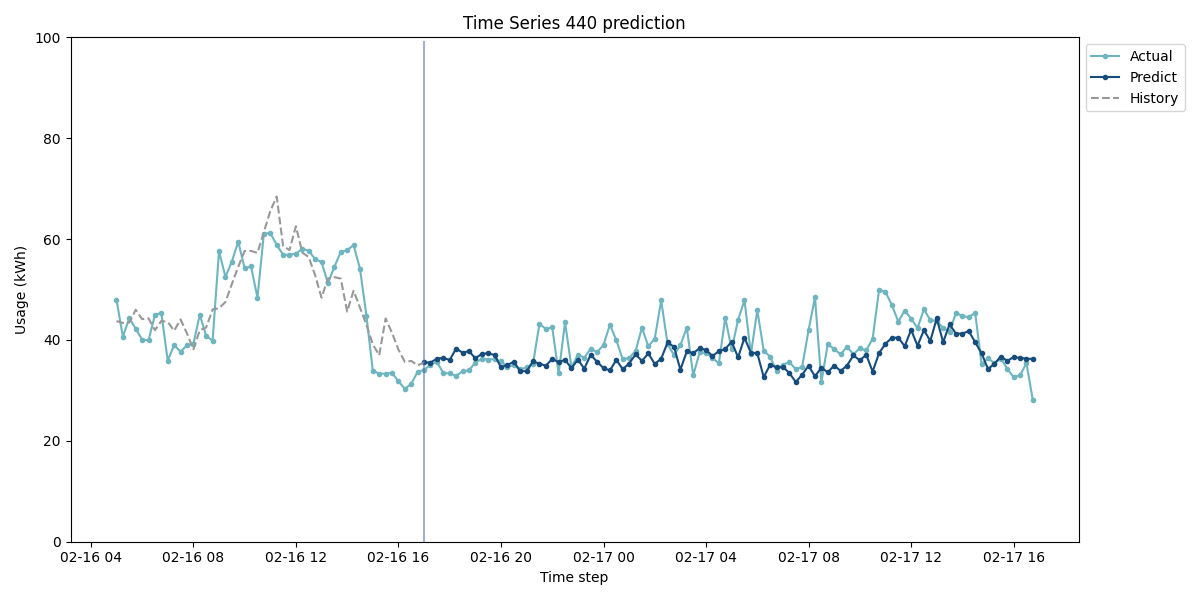 Time Series 440 prediction
Usage (kWh)
100
80
60
40
20
0
02-16 04
02-16 08
02-16 12
02-16 16
02-16 20
02-17 00
02-17 04
02-17 08
02-17 12
02-17 16
Time step
Actual
Predict
History